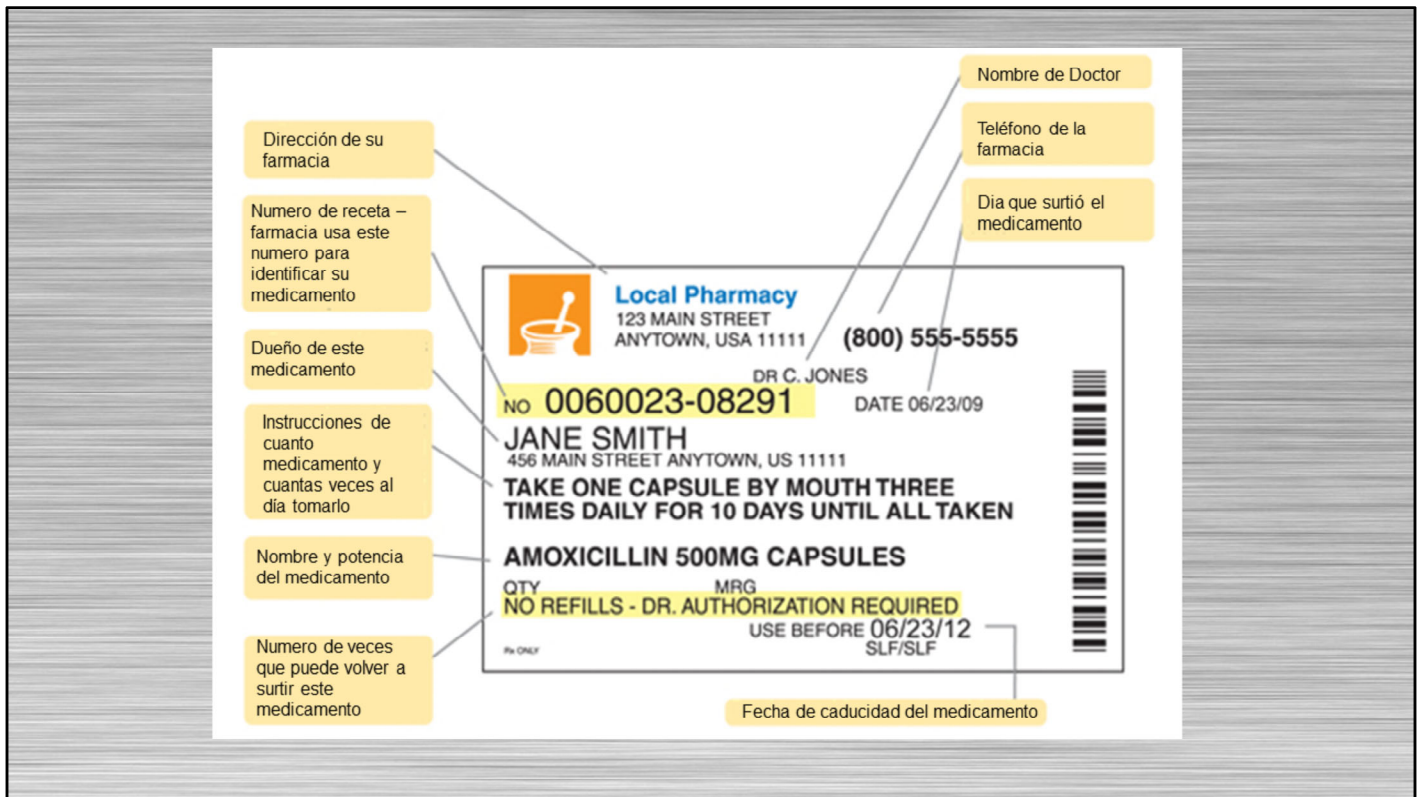 Nombre de Doctor
Teléfono de la
farmacia
Dia que surtió el
medicamento
Dirección de su
farmacia
Numero de receta –
farmacia usa este
numero para
identificar su
medicamento
Dueño de este
medicamento
Instrucciones de
cuanto
medicamento y
cuantas veces al
día tomarlo
Nombre y potencia
del medicamento
Numero de veces
que puede volver a
surtir este
medicamento
Local Pharmacy
123 MAIN STREET
ANYTOWN, USA 11111
(800) 555-5555
DR C. JONES
NO 0060023-08291
DATE 06/23/09
JANE SMITH
456 MAIN STREET ANYTOWN, US 11111
TAKE ONE CAPSULE BY MOUTH THREE
TIMES DAILY FOR 10 DAYS UNTIL ALL TAKEN
AMOXICILLIN 500MG CAPSULES
QTY MRG
NO REFILLS - DR. AUTHORIZATION REQUIRED
USE BEFORE 06/23/12
SLF/SLF
Rx ONLY
Fecha de caducidad del medicamento